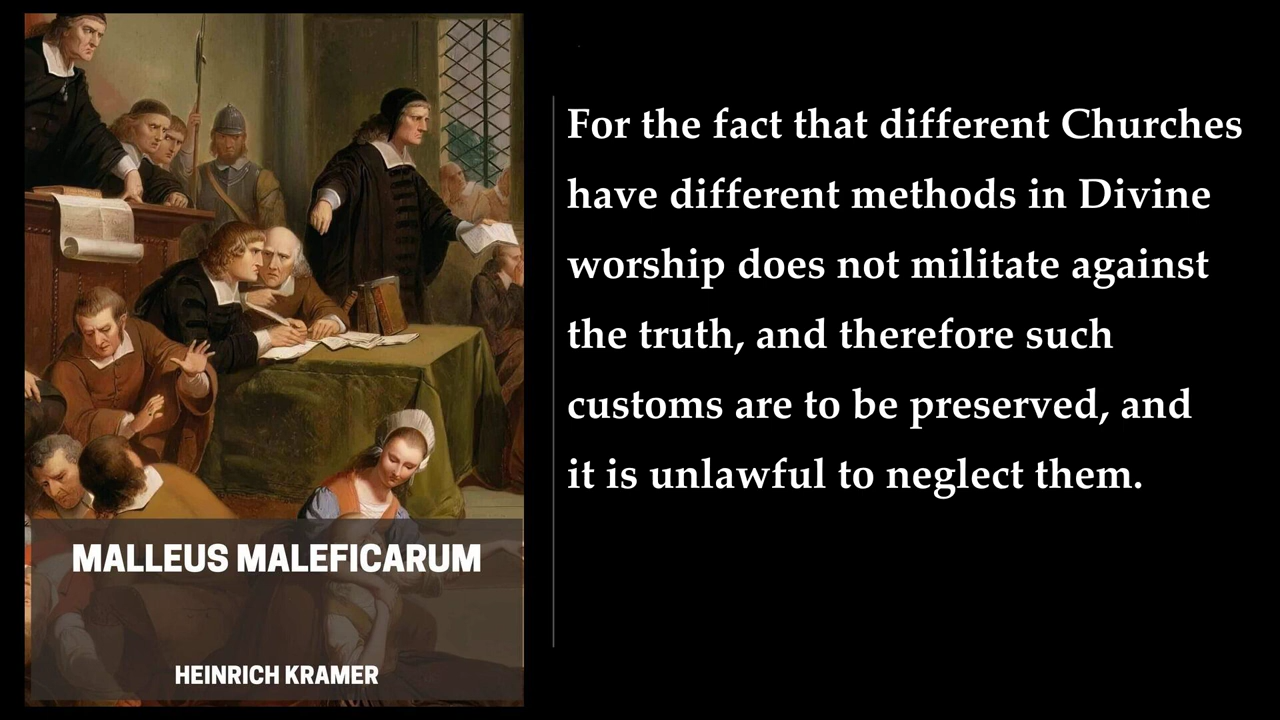 For the fact that different Churches
have different methods in Divine
worship does not militate against
the truth, and therefore such
customs are to be preserved, and
it is unlawful to neglect them.
MALLEUS MALEFICARUM
HEINRICH KRAMER